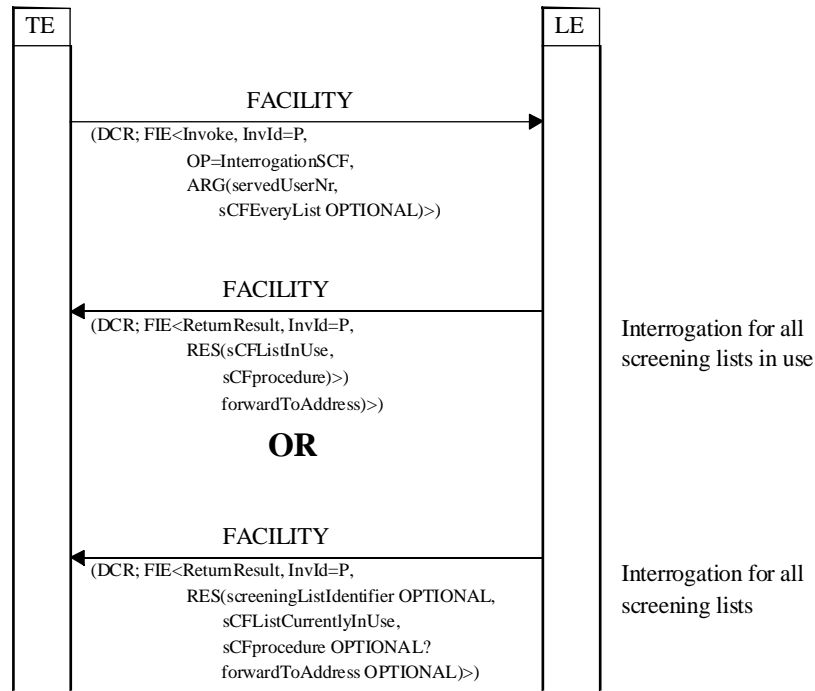 TE
LE
FACILITY
(DCR; FIE<Invoke, InvId=P,
OP=InterrogationSCF,
ARG(servedUserNr,
sCFEveryList OPTIONAL)>)
FACILITY
(DCR; FIE<ReturnResult, InvId=P,
RES(sCFListInUse,
sCFprocedure)>)
forwardToAddress)>)
Interrogation for all
screening lists in use
OR
FACILITY
(DCR; FIE<ReturnResult, InvId=P,
RES(screeningListIdentifier OPTIONAL,
sCFListCurrentlyInUse,
sCFprocedure OPTIONAL?
forwardToAddress OPTIONAL)>)
Interrogation for all
screening lists